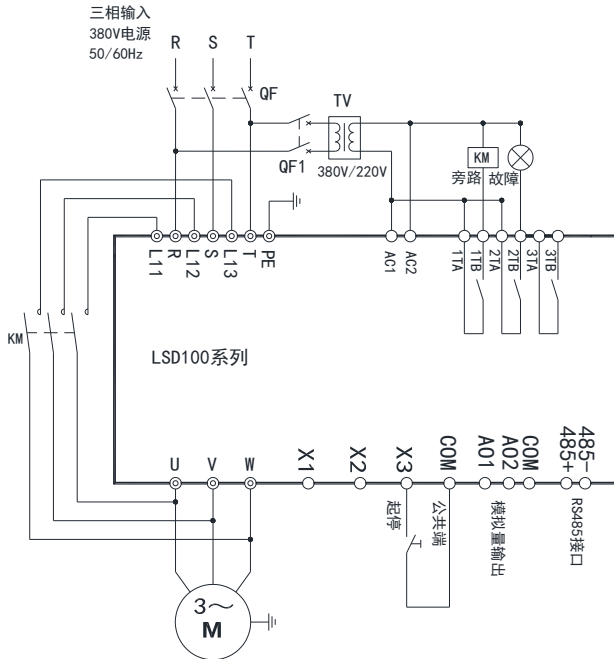 三相输入
380V电源
50/60Hz
R S T
QF
TV
QF1
380V/220V
KM
旁路 故障
L11 R L12 S L13 T PE
AC1 AC2
1TA 1TB 2TA 2TB 3TA 3TB
KM
LSD100系列
U V W
X1 X2 X3 COM AO1 AO2 COM 485+ 485-
起停
公共端
模拟量输出
RS485接口
3～
M